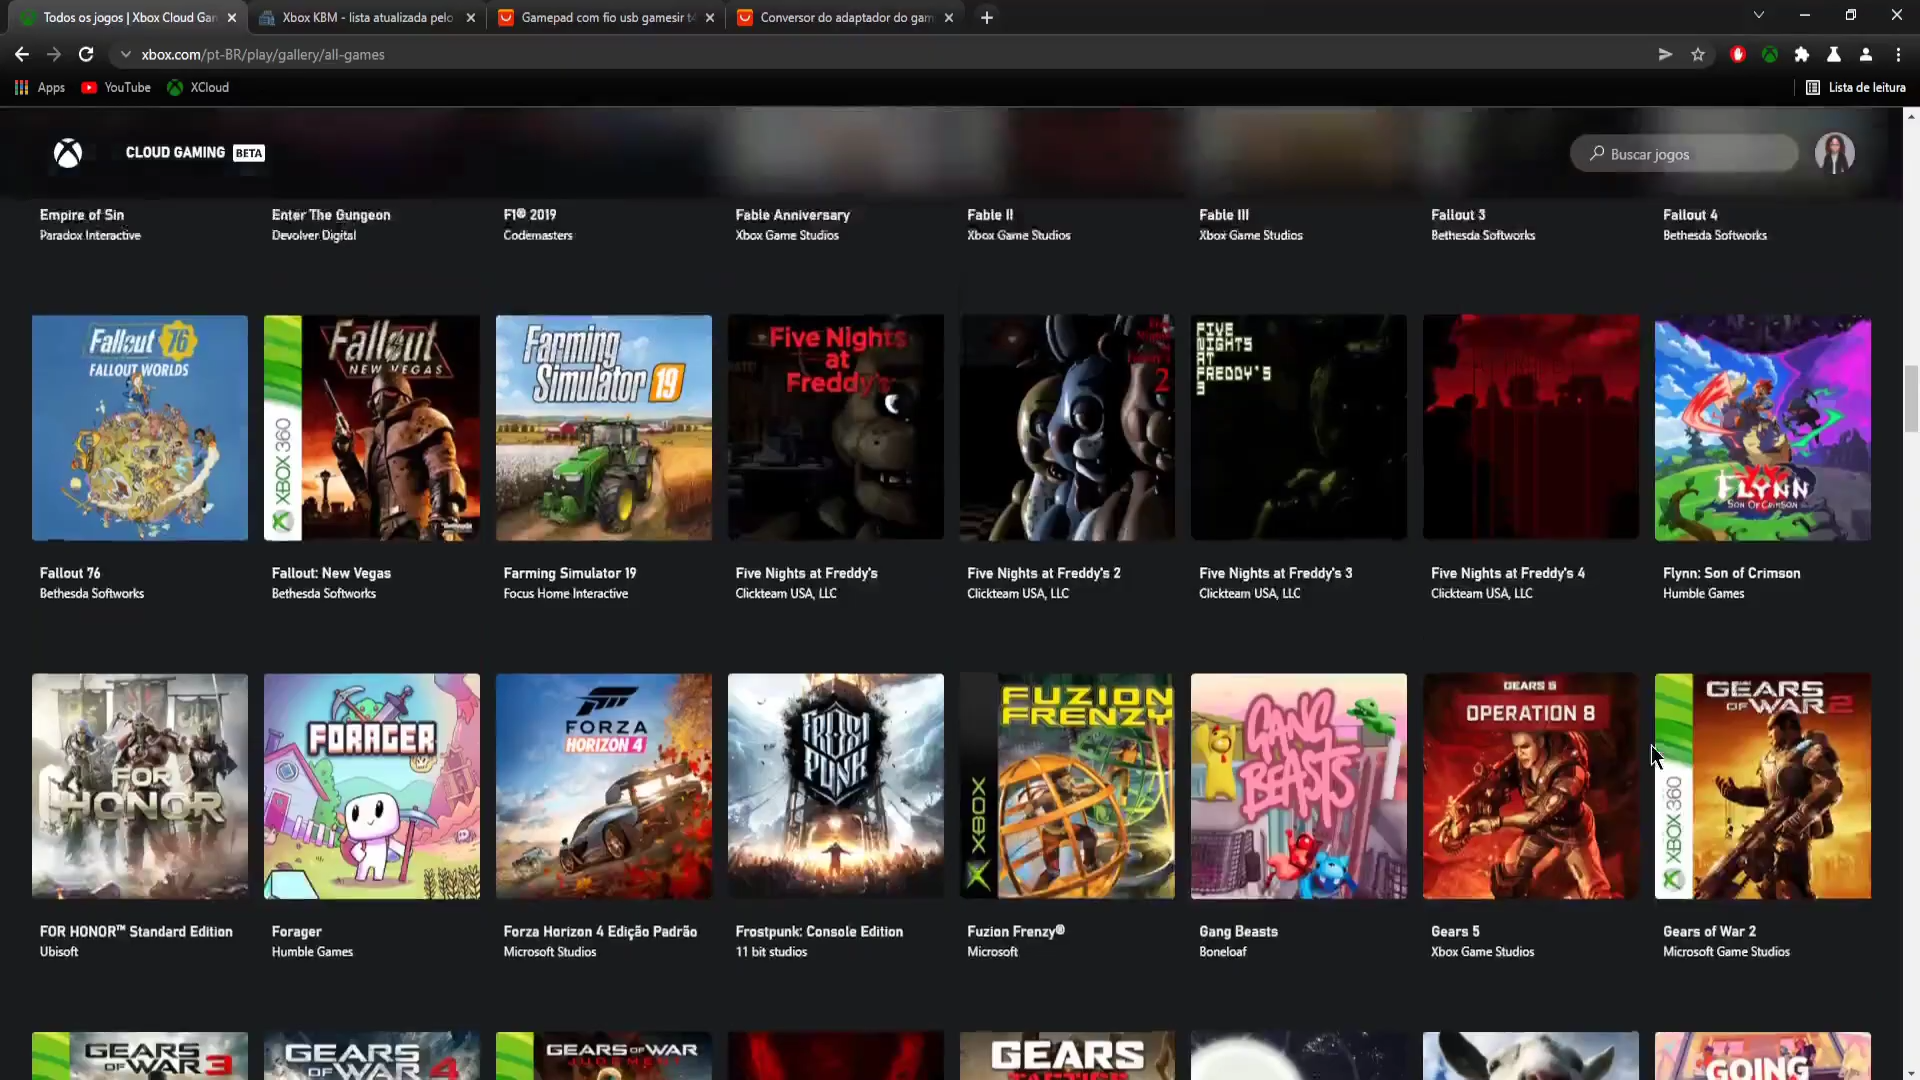 Todos os jogos | Xbox Cloud Gam
Xbox KBM - lista atualizada pelo
Gamepad com fio usb gamesir t4
Conversor do adaptador do gam
xbox.com/pt-BR/play/gallery/all-games
Apps
YouTube
XCloud
Lista de leitura
CLOUD GAMING BETA
Buscar jogos
Empire of Sin
Paradox Interactive
Enter The Gungeon
Devolver Digital
F1® 2019
Codemasters
Fable Anniversary
Xbox Game Studios
Fable II
Xbox Game Studios
Fable III
Xbox Game Studios
Fallout 3
Bethesda Softworks
Fallout 4
Bethesda Softworks
Fallout 76
FALLOUT WORLDS
XBOX 360
Fallout
NEW VEGAS
Farming
Simulator 19
Five Nights
at
Freddy's
2
FIVE
NIGHTS
AT
FREDDY'S
3
FLYNN
SON OF CRIMSON
Fallout 76
Bethesda Softworks
Fallout: New Vegas
Bethesda Softworks
Farming Simulator 19
Focus Home Interactive
Five Nights at Freddy's
Clickteam USA, LLC
Five Nights at Freddy's 2
Clickteam USA, LLC
Five Nights at Freddy's 3
Clickteam USA, LLC
Five Nights at Freddy's 4
Clickteam USA, LLC
Flynn: Son of Crimson
Humble Games
FOR
HONOR
FORAGER
FORZA
HORIZON 4
FROST
PUNK
XBOX
FUZION
FRENZY
GANG
BEASTS
GEARS 5
OPERATION 8
XBOX 360
GEARS
OF WAR 2
FOR HONOR™ Standard Edition
Ubisoft
Forager
Humble Games
Forza Horizon 4 Edição Padrão
Microsoft Studios
Frostpunk: Console Edition
11 bit studios
Fuzion Frenzy®
Microsoft
Gang Beasts
Boneloaf
Gears 5
Xbox Game Studios
Gears of War 2
Microsoft Game Studios
GEARS
OF WAR 3
GEARS
OF WAR 4
GEARS OF WAR
JUDGMENT
GEARS
TACTICS
GOING